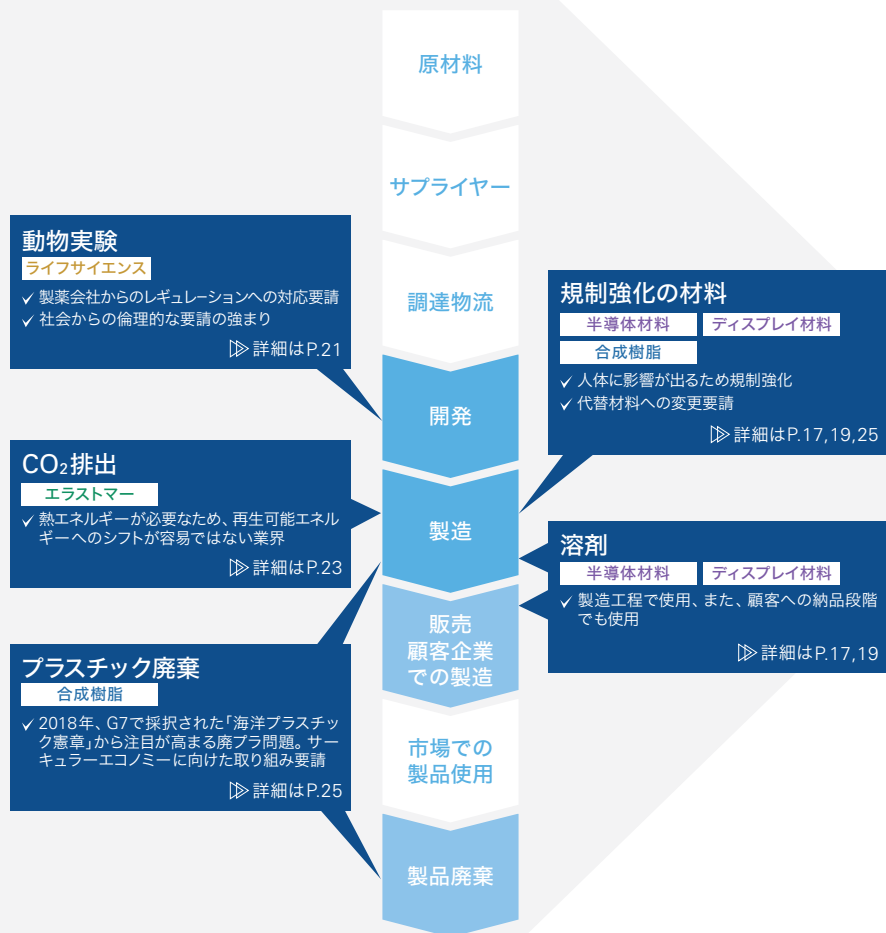 原材料
サプライヤー
調達物流
開発
製造
販売
顧客企業
での製造
市場での
製品使用
製品廃棄
動物実験
ライフサイエンス
✓ 製薬会社からのレギュレーションへの対応要請
✓ 社会からの倫理的な要請の強まり
詳細はP.21
CO₂排出
エラストマー
✓ 熱エネルギーが必要なため、再生可能エネル
ギーへのシフトが容易ではない業界
詳細はP.23
プラスチック廃棄
合成樹脂
✓ 2018年、G7で採択された「海洋プラスチッ
ク憲章」から注目が高まる廃プラ問題。サー
キュラーエコノミーに向けた取り組み要請
詳細はP.25
規制強化の材料
半導体材料 ディスプレイ材料
合成樹脂
✓ 人体に影響が出るため規制強化
✓ 代替材料への変更要請
詳細はP.17,19,25
溶剤
半導体材料 ディスプレイ材料
✓ 製造工程で使用、また、顧客への納品段階
でも使用
詳細はP.17,19